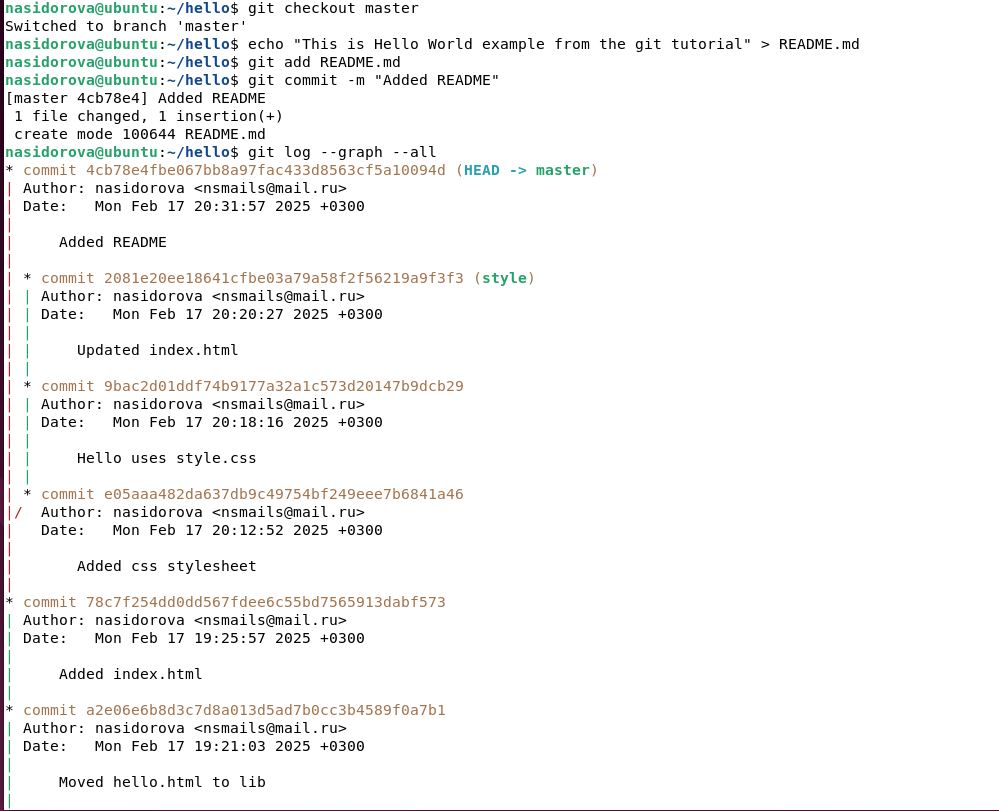 nasidorova@ubuntu:~/hello$ git checkout master
Switched to branch 'master'
nasidorova@ubuntu:~/hello$ echo "This is Hello World example from the git tutorial" > README.md
nasidorova@ubuntu:~/hello$ git add README.md
nasidorova@ubuntu:~/hello$ git commit -m "Added README"
[master 4cb78e4] Added README
 1 file changed, 1 insertion(+)
 create mode 100644 README.md
nasidorova@ubuntu:~/hello$ git log --graph --all
* commit 4cb78e4fbe067bb8a97fac433d8563cf5a10094d (HEAD -> master)
| Author: nasidorova <nsmails@mail.ru>
| Date:   Mon Feb 17 20:31:57 2025 +0300
|
|     Added README
|
| * commit 2081e20ee18641cfbe03a79a58f2f56219a9f3f3 (style)
| | Author: nasidorova <nsmails@mail.ru>
| | Date:   Mon Feb 17 20:20:27 2025 +0300
| |
| |     Updated index.html
| |
| * commit 9bac2d01ddf74b9177a32a1c573d20147b9dcb29
| | Author: nasidorova <nsmails@mail.ru>
| | Date:   Mon Feb 17 20:18:16 2025 +0300
| |
| |     Hello uses style.css
| |
| * commit e05aaa482da637db9c49754bf249eee7b6841a46
|/  Author: nasidorova <nsmails@mail.ru>
|   Date:   Mon Feb 17 20:12:52 2025 +0300
|
|       Added css stylesheet
|
* commit 78c7f254dd0dd567fdee6c55bd7565913dabf573
| Author: nasidorova <nsmails@mail.ru>
| Date:   Mon Feb 17 19:25:57 2025 +0300
|
|     Added index.html
|
* commit a2e06e6b8d3c7d8a013d5ad7b0cc3b4589f0a7b1
| Author: nasidorova <nsmails@mail.ru>
| Date:   Mon Feb 17 19:21:03 2025 +0300
|
|     Moved hello.html to lib
|